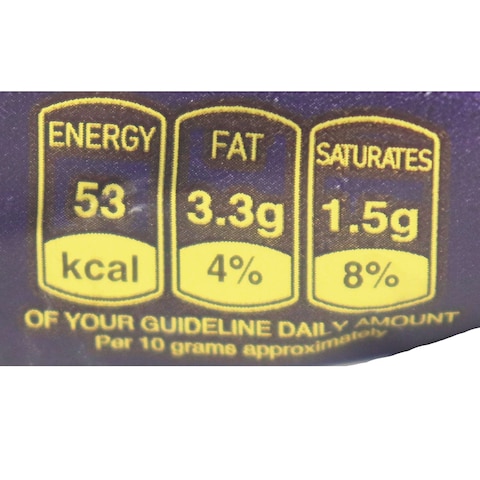 ENERGY FAT SATURATES
53 3.3g 1.5g
kcal 4% 8%
OF YOUR GUIDELINE DAILY AMOUNT
Per 10 grams approximately